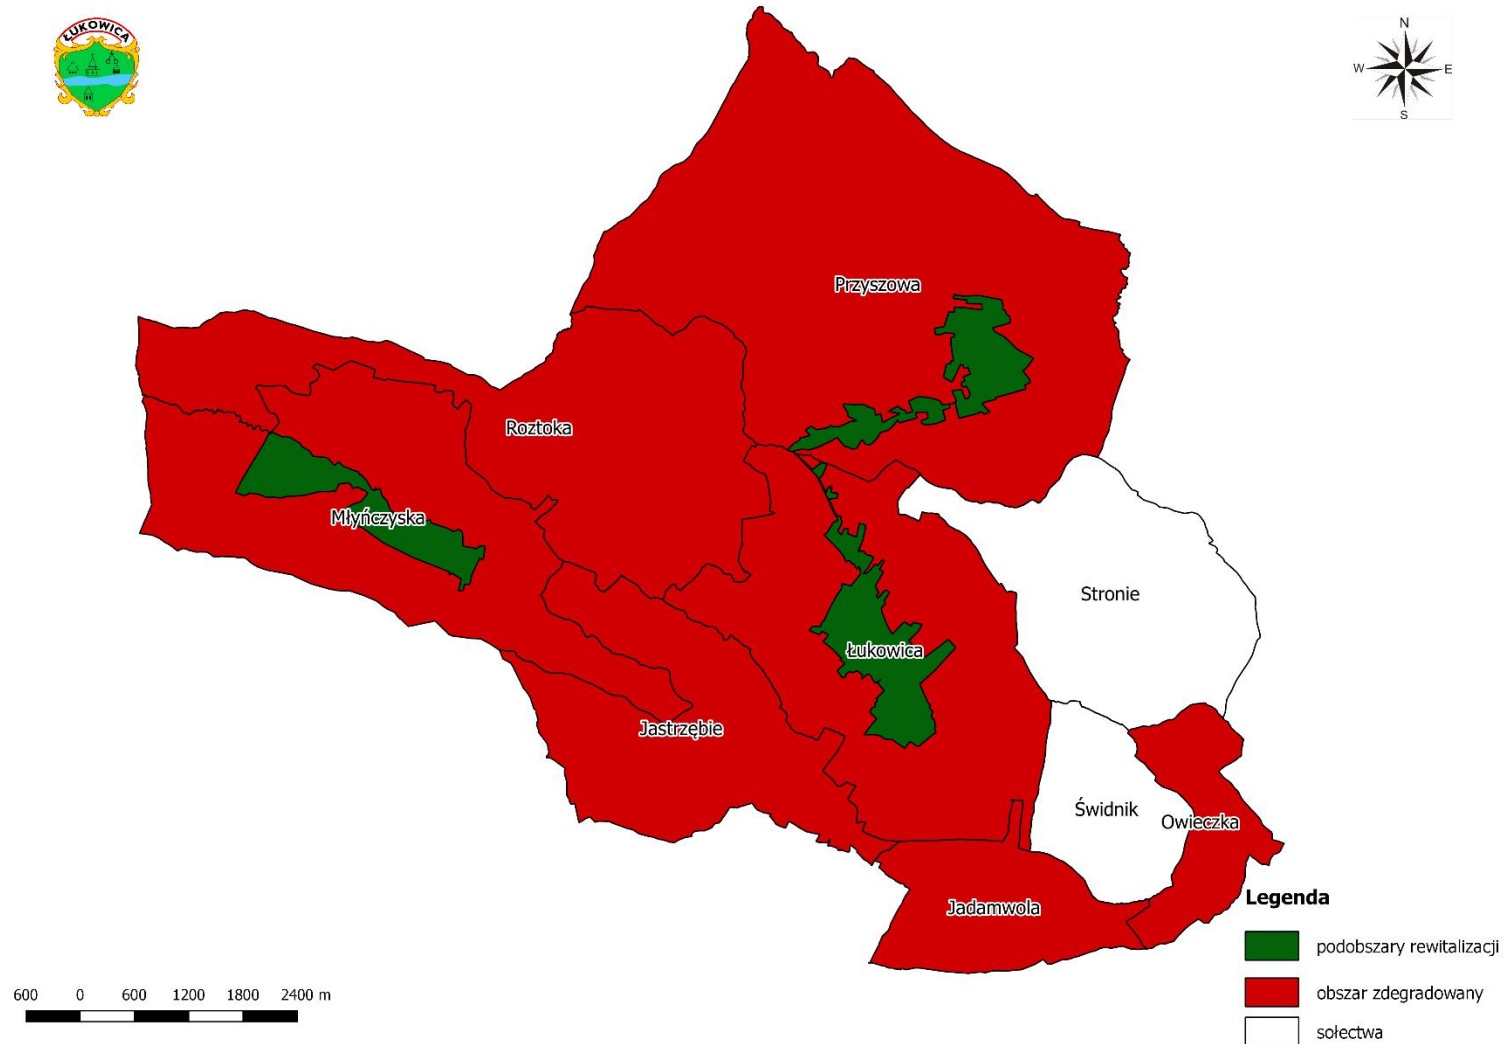 ŁUKOWICA
N
W
E
S
Przyszowa
Roztoka
Młyńczyska
Stronie
Łukowica
Jastrzębie
Świdnik
Owieczka
Jadamwola
Legenda
podobszary rewitalizacji
obszar zdegradowany
sołectwa
600 0 600 1200 1800 2400 m